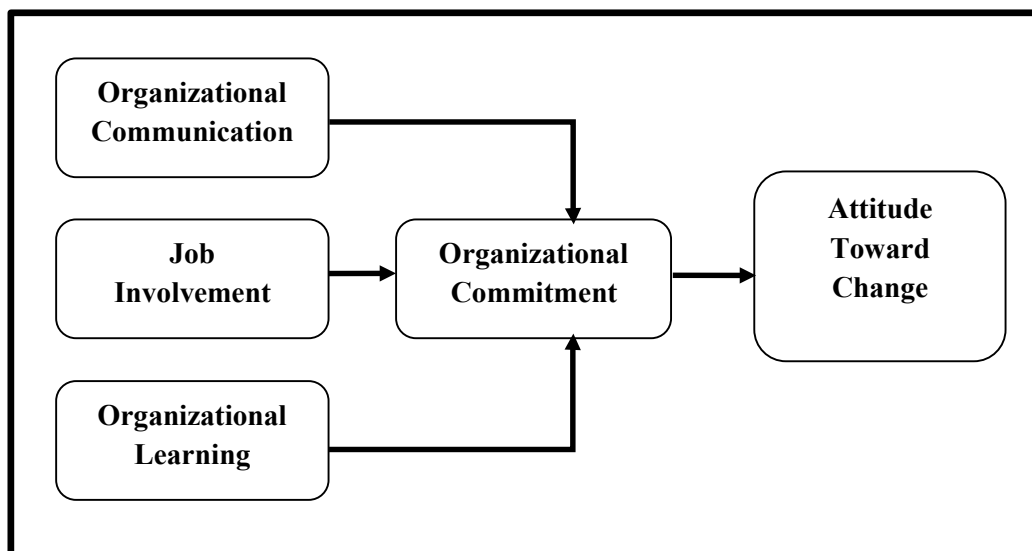 Organizational
Communication
Job
Involvement
Organizational
Learning
Organizational
Commitment
Attitude
Toward
Change